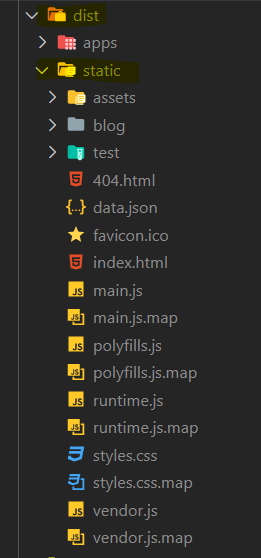 dist
apps
static
assets
blog
test
404.html
data.json
favicon.ico
index.html
main.js
main.js.map
polyfills.js
polyfills.js.map
runtime.js
runtime.js.map
styles.css
styles.css.map
vendor.js
vendor.js.map